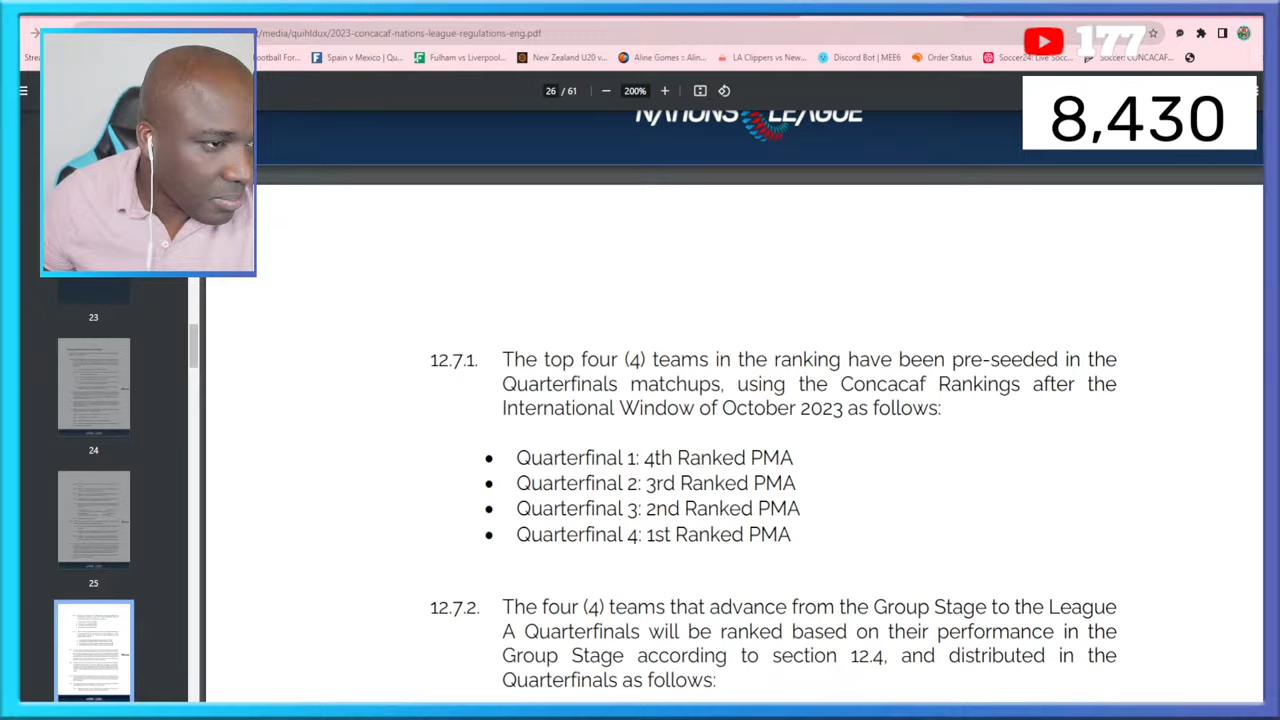 t/media/quihldux/2023-concacaf-nations-league-regulations-eng.pdf
177
Strea
ootball For...
Spain v Mexico | Qu...
Fulham vs Liverpool...
New Zealand U20 v...
Aline Gomes :: Alin...
LA Clippers vs New...
Discord Bot | MEE6
Order Status
Soccer24: Live Socc...
Soccer: CONCACAF...
26 / 61
200%
8,430
NATIONS LEAGUE
23
24
25
12.7.1. The top four (4) teams in the ranking have been pre-seeded in the
Quarterfinals matchups, using the Concacaf Rankings after the
International Window of October 2023 as follows:
• Quarterfinal 1: 4th Ranked PMA
• Quarterfinal 2: 3rd Ranked PMA
• Quarterfinal 3: 2nd Ranked PMA
• Quarterfinal 4: 1st Ranked PMA
12.7.2. The four (4) teams that advance from the Group Stage to the League
Quarterfinals will be ranked based on their performance in the
Group Stage according to section 12.4, and distributed in the
quarterfinals as follows: